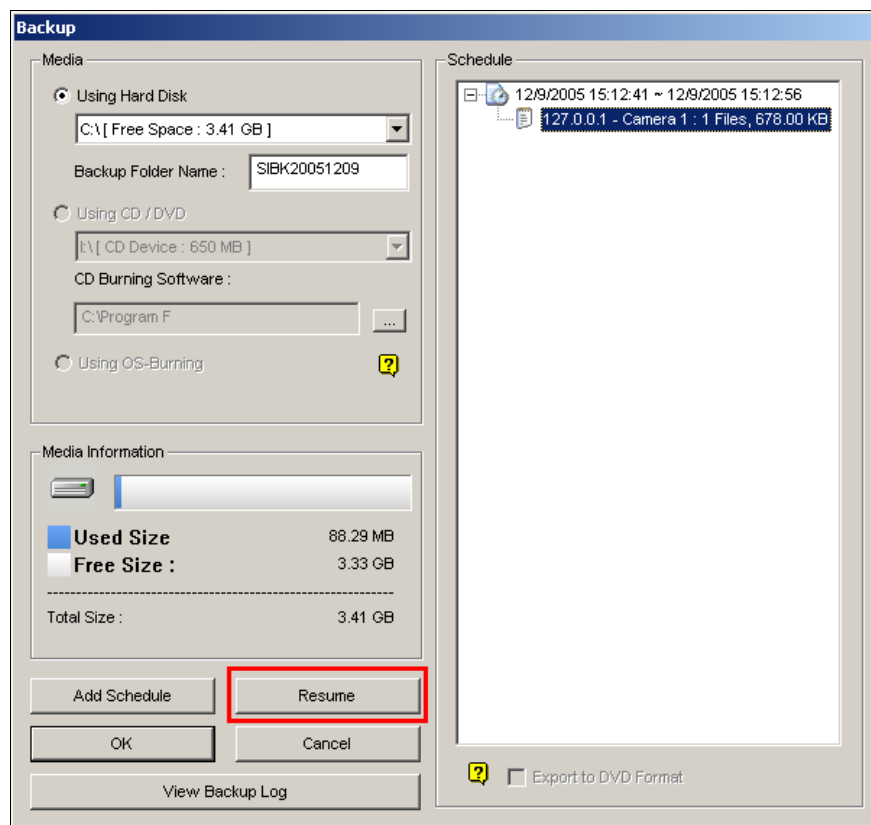 Backup
Media
Using Hard Disk
C:\ [ Free Space : 3.41 GB ]
Backup Folder Name :
SIBK20051209
Using CD / DVD
I:\ [ CD Device : 650 MB ]
CD Burning Software :
C:\Program F
...
Using OS-Burning
?
Media Information
Used Size 88.29 MB
Free Size : 3.33 GB
--------------------------------------------------------
Total Size : 3.41 GB
Add Schedule
Resume
OK
Cancel
View Backup Log
Schedule
12/9/2005 15:12:41 ~ 12/9/2005 15:12:56
127.0.0.1 - Camera 1 : 1 Files, 678.00 KB
?
Export to DVD Format